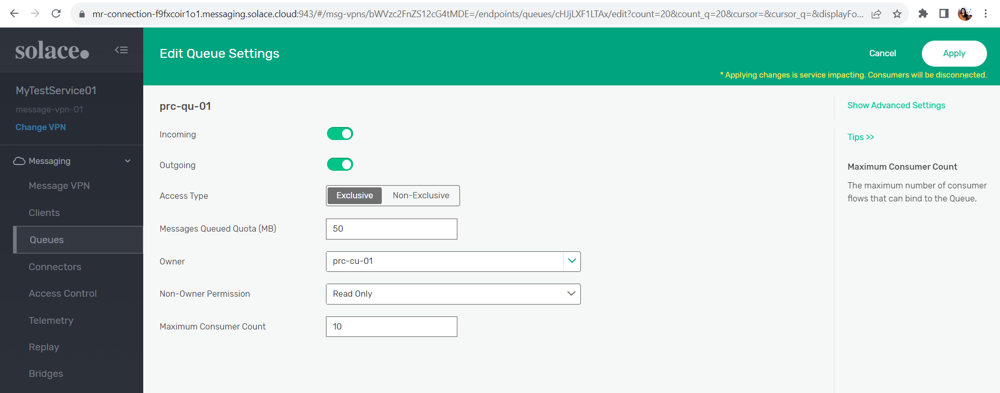 mr-connection-f9fxcoir1o1.messaging.solace.cloud:943/#/msg-vpns/bWVzc2FnZS12cG4tMDE=/endpoints/queues/cHJjLXF1LTAx/edit?count=20&count_q=20&cursor=&cursor_q=&displayFo...
solace.
Edit Queue Settings
Cancel
Apply
* Applying changes is service impacting. Consumers will be disconnected.
MyTestService01
message-vpn-01
Change VPN
Messaging
Message VPN
Clients
Queues
Connectors
Access Control
Telemetry
Replay
Bridges
prc-qu-01
Incoming
Outgoing
Access Type
Exclusive Non-Exclusive
Messages Queued Quota (MB)
50
Owner
prc-cu-01
Non-Owner Permission
Read Only
Maximum Consumer Count
10
Show Advanced Settings
Tips >>
Maximum Consumer Count
The maximum number of consumer
flows that can bind to the Queue.